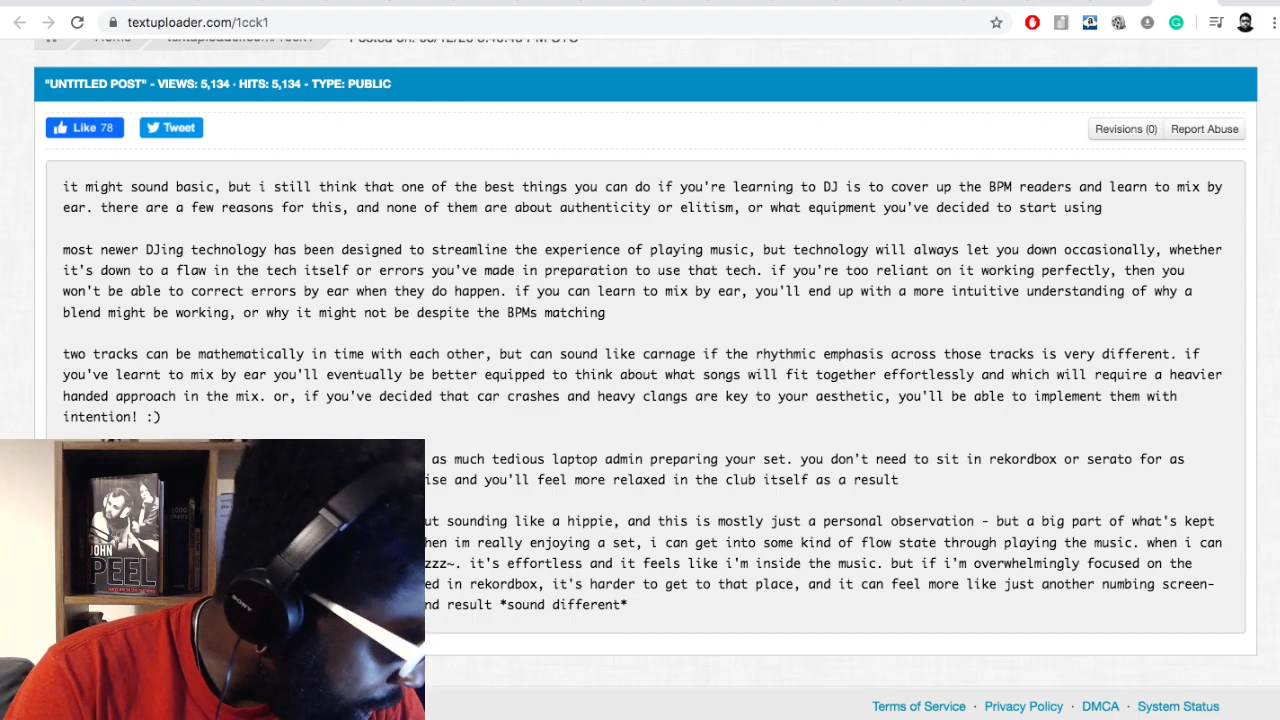 textuploader.com/1cck1
"UNTITLED POST" - VIEWS: 5,134 · HITS: 5,134 - TYPE: PUBLIC
Like 78
Tweet
Revisions (0)
Report Abuse
it might sound basic, but i still think that one of the best things you can do if you're learning to DJ is to cover up the BPM readers and learn to mix by
ear. there are a few reasons for this, and none of them are about authenticity or elitism, or what equipment you've decided to start using
most newer DJing technology has been designed to streamline the experience of playing music, but technology will always let you down occasionally, whether
it's down to a flaw in the tech itself or errors you've made in preparation to use that tech. if you're too reliant on it working perfectly, then you
won't be able to correct errors by ear when they do happen. if you can learn to mix by ear, you'll end up with a more intuitive understanding of why a
blend might be working, or why it might not be despite the BPMs matching
two tracks can be mathematically in time with each other, but can sound like carnage if the rhythmic emphasis across those tracks is very different. if
you've learnt to mix by ear you'll eventually be better equipped to think about what songs will fit together effortlessly and which will require a heavier
handed approach in the mix. or, if you've decided that car crashes and heavy clangs are key to your aesthetic, you'll be able to implement them with
intention! :)
as much tedious laptop admin preparing your set. you don't need to sit in rekordbox or serato for as
ise and you'll feel more relaxed in the club itself as a result
ut sounding like a hippie, and this is mostly just a personal observation - but a big part of what's kept
hen im really enjoying a set, i can get into some kind of flow state through playing the music. when i can
zzz~. it's effortless and it feels like i'm inside the music. but if i'm overwhelmingly focused on the
ed in rekordbox, it's harder to get to that place, and it can feel more like just another numbing screen-
nd result *sound different*
JOHN
PEEL
SONY
Terms of Service · Privacy Policy · DMCA · System Status